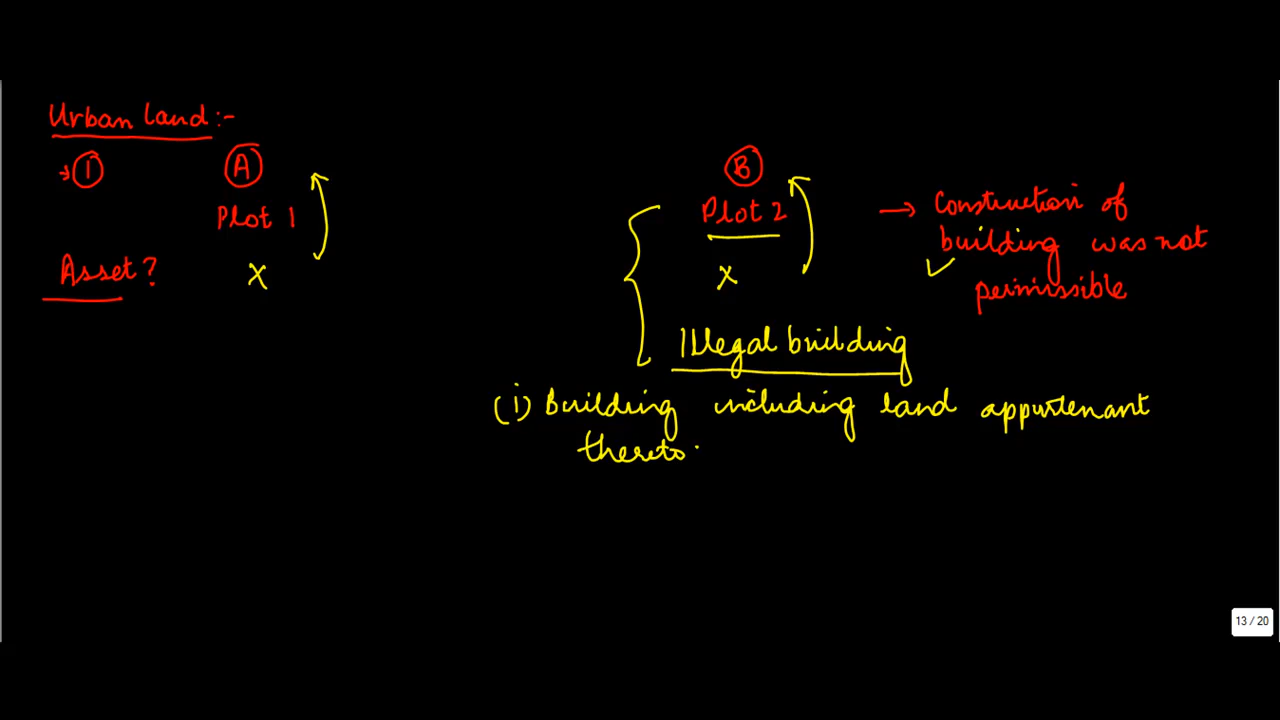 Urban land :-
→ 1 A B
Plot 1 Plot 2 → Construction of
building was not
permissible
Asset? X X
Illegal building
(i) Building including land appurtenant
thereto.
13 / 20